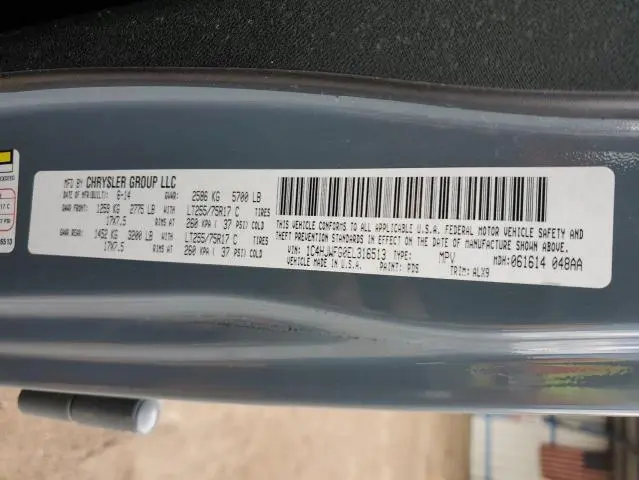 MFD BY CHRYSLER GROUP LLC
DATE OF MFR(BUILT): 6-14 GVWR: 2586 KG 5700 LB
GAWR FRONT: 1259 KG 2775 LB WITH LT255/75R17 C TIRES
17X7.5 RIMS AT 260 KPA ( 37 PSI) COLD
GAWR REAR: 1452 KG 3200 LB WITH LT255/75R17 C TIRES
17X7.5 RIMS AT 260 KPA ( 37 PSI) COLD
THIS VEHICLE CONFORMS TO ALL APPLICABLE U.S.A. FEDERAL MOTOR VEHICLE SAFETY AND
THEFT PREVENTION STANDARDS IN EFFECT ON THE DATE OF MANUFACTURE SHOWN ABOVE.
VIN: 1C4HJWFG0EL316513 TYPE: MPV MDH:061614 048AA
VEHICLE MADE IN U.S.A. PAINT: PDS TRIM: ALX9